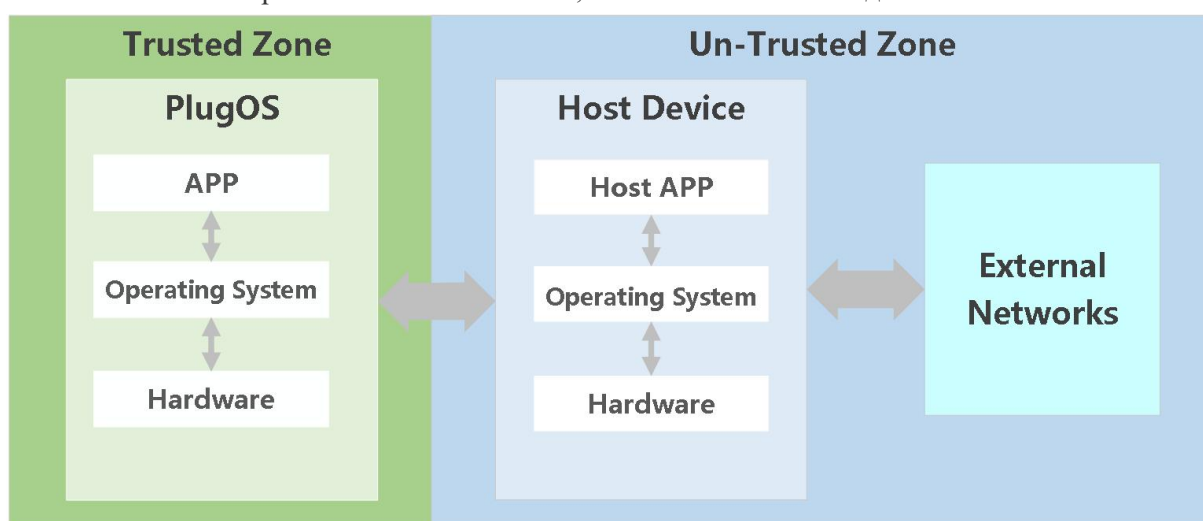 Trusted Zone
Un-Trusted Zone
PlugOS
APP
Operating System
Hardware
Host Device
Host APP
Operating System
Hardware
External
Networks